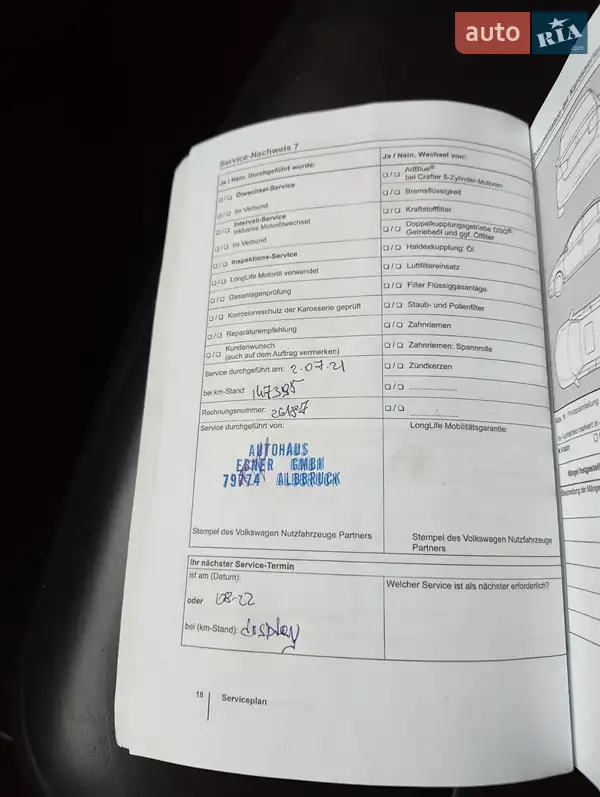 auto RIA .com
Service-Nachweis 7
Ja / Nein. Durchgeführt wurde:
❑ / ❑ Ölwechsel-Service
❑ / ❑ im Verbund
❑ / ❑ Intervall-Service
inklusive Motorölwechsel
❑ / ❑ im Verbund
❑ / ❑ Inspektions-Service
❑ / ❑ LongLife Motoröl verwendet
❑ / ❑ Gasanlagenprüfung
❑ / ❑ Korrosionsschutz der Karosserie geprüft
❑ / ❑ Reparaturempfehlung
❑ / ❑ Kundenwunsch
(auch auf dem Auftrag vermerken)
Service durchgeführt am: 2.07.21
bei km-Stand: 147395
Rechnungsnummer: 26187
Service durchgeführt von:
AUTOHAUS
EBNER GMBH
79774 ALBBRUCK
Stempel des Volkswagen Nutzfahrzeuge Partners
Ja / Nein. Wechsel von:
❑ / ❑ AdBlue®
bei Crafter 5-Zylinder-Motoren
❑ / ❑ Bremsflüssigkeit
❑ / ❑ Kraftstofffilter
❑ / ❑ Doppelkupplungsgetriebe DSG®:
Getriebeöl und ggf. Ölfilter
❑ / ❑ Haldexkupplung: Öl
❑ / ❑ Luftfiltereinsatz
❑ / ❑ Filter Flüssiggasanlage
❑ / ❑ Staub- und Pollenfilter
❑ / ❑ Zahnriemen
❑ / ❑ Zahnriemen: Spannrolle
❑ / ❑ Zündkerzen
❑ / ❑ ................
❑ / ❑ ................
LongLife Mobilitätsgarantie:
Stempel des Volkswagen Nutzfahrzeuge
Partners
Ihr nächster Service-Termin
ist am (Datum):
oder 08-22
bei (km-Stand): display
Welcher Service ist als nächster erforderlich?
18 Serviceplan